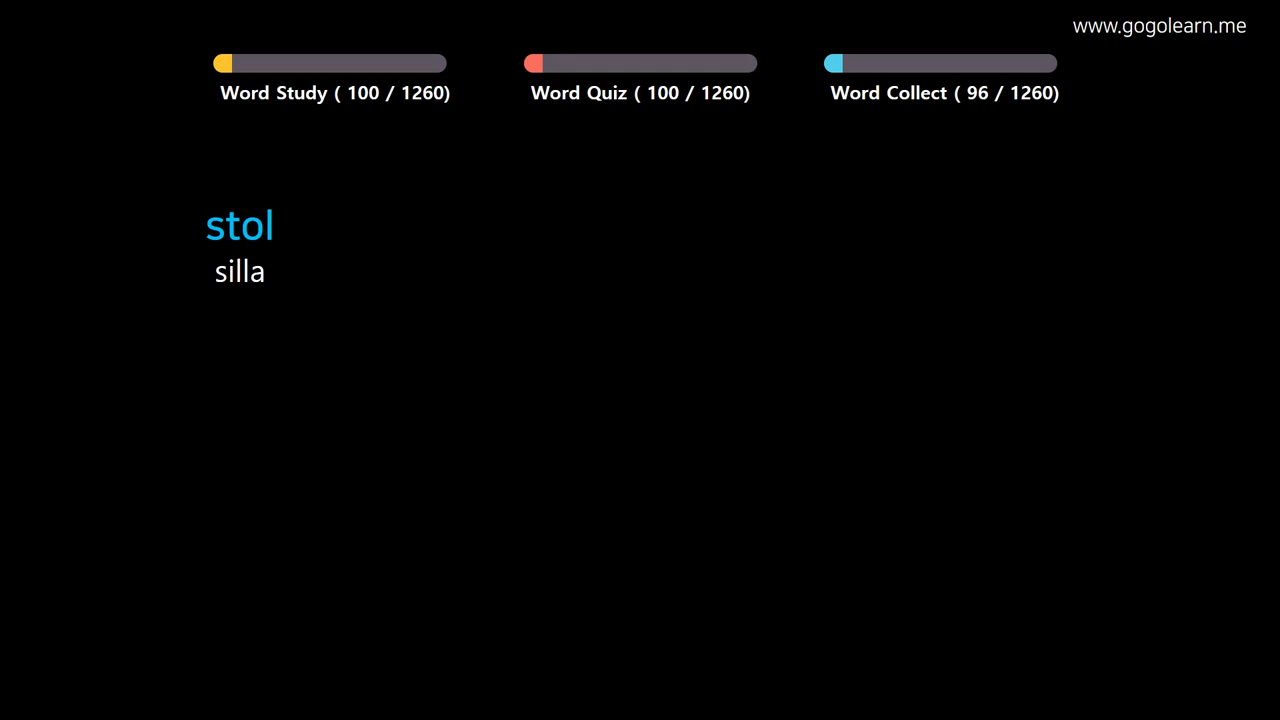 www.gogolearn.me
Word Study ( 100 / 1260)
Word Quiz ( 100 / 1260)
Word Collect ( 96 / 1260)
stol
silla